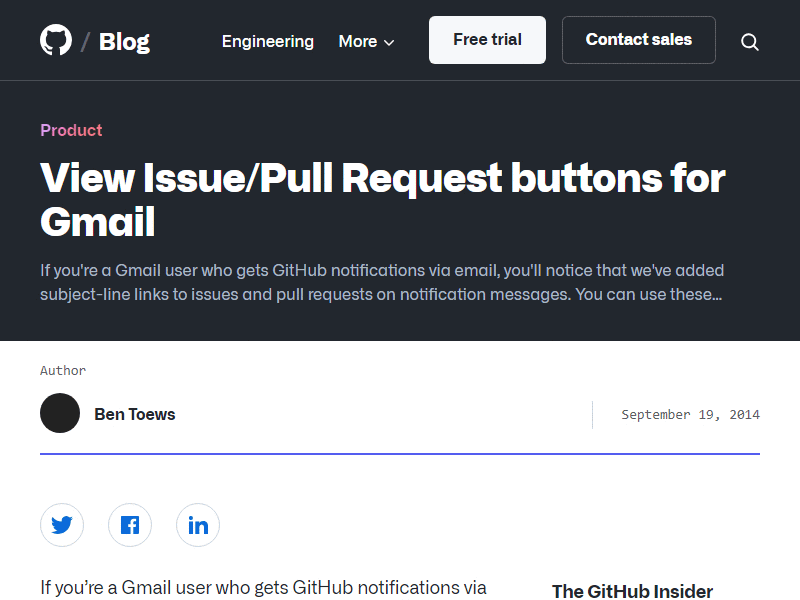 / Blog Engineering More Free trial Contact sales
Product
View Issue/Pull Request buttons for
Gmail
If you're a Gmail user who gets GitHub notifications via email, you'll notice that we've added
subject-line links to issues and pull requests on notification messages. You can use these...
Author
Ben Toews September 19, 2014
If you’re a Gmail user who gets GitHub notifications via
The GitHub Insider